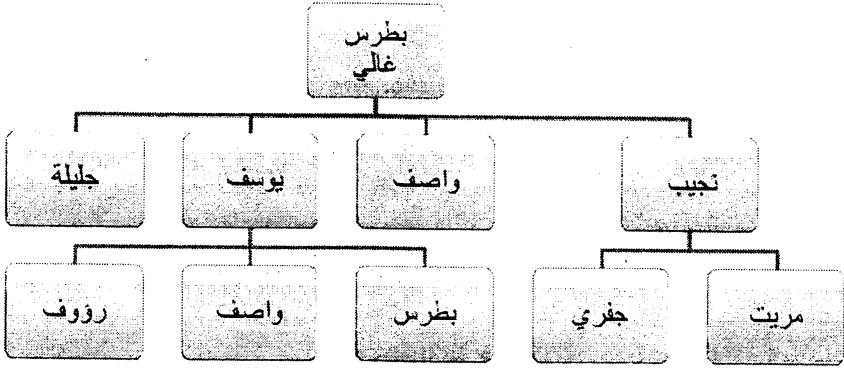 بطرس
غالي
نجيب
واصف
يوسف
جليلة
مريت
جفري
بطرس
واصف
رؤوف